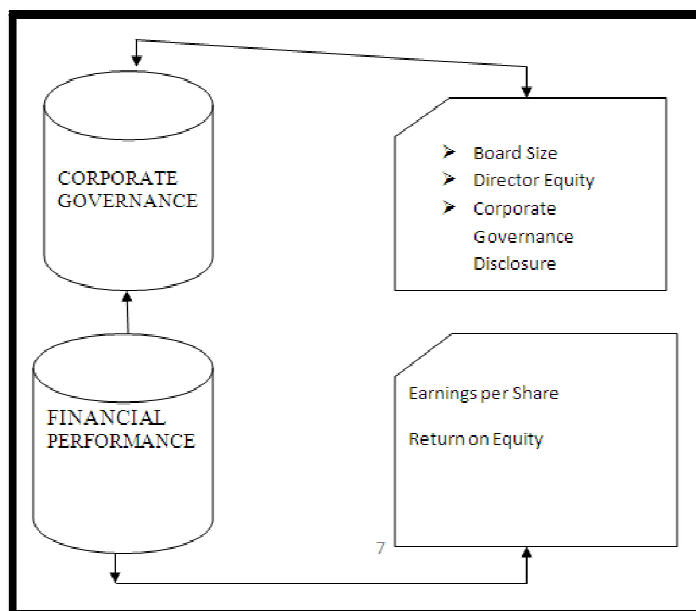 CORPORATE
GOVERNANCE
➤ Board Size
➤ Director Equity
➤ Corporate
Governance
Disclosure
FINANCIAL
PERFORMANCE
Earnings per Share
Return on Equity
7